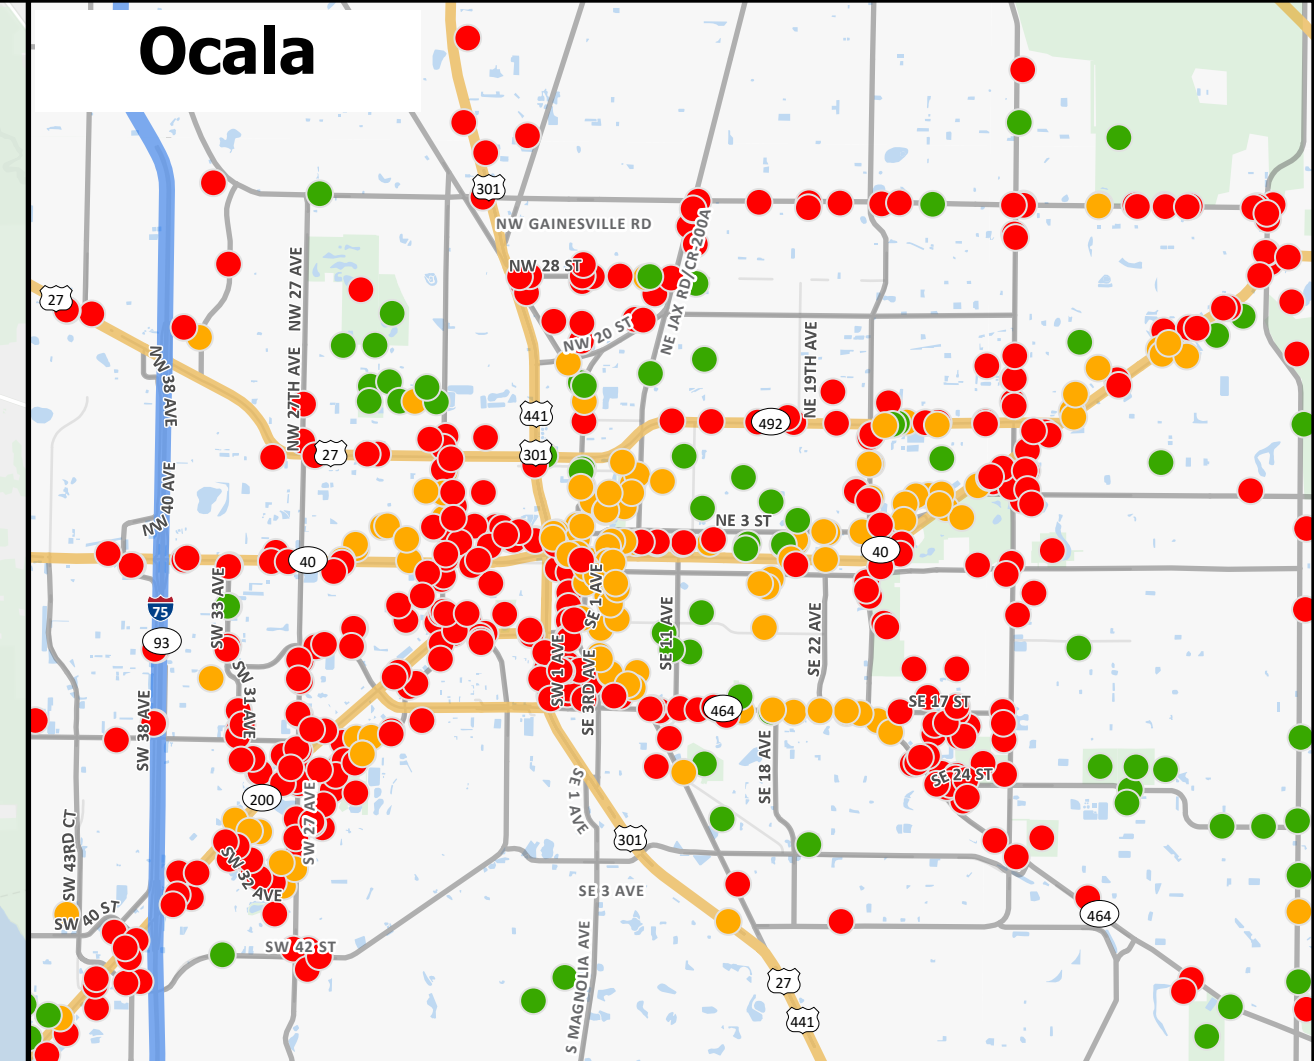 Ocala
301
NW GAINESVILLE RD
NW 28 ST
27
NW 27 AVE
NE JAX RD/CR-200A
NW 20 ST
NW 38 AVE
NW 27TH AVE
NE 19TH AVE
441
492
27
301
NW 40 AVE
NE 3 ST
40
40
75
93
SW 33 AVE
SE 1 AVE
SE 11 AVE
SE 22 AVE
SW 31 AVE
SW 1 AVE
SE 3RD AVE
464
SE 17 ST
SW 38 AVE
SE 18 AVE
SE 24 ST
200
SE 1 AVE
SW 27 AVE
301
SW 43RD CT
SW 32 AVE
SE 3 AVE
464
SW 40 ST
SW 42 ST
S MAGNOLIA AVE
27
441